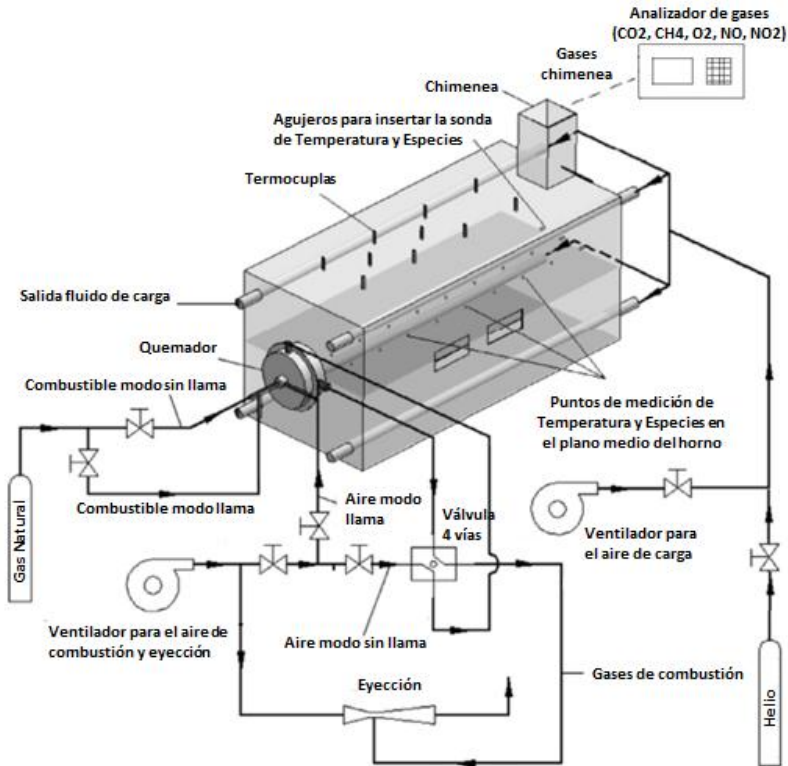 Analizador de gases
(CO2, CH4, O2, NO, NO2)
Gases
chimenea
Chimenea
Agujeros para insertar la sonda
de Temperatura y Especies
Termocuplas
Salida fluido de carga
Quemador
Combustible modo sin llama
Puntos de medición de
Temperatura y Especies en
el plano medio del horno
Combustible modo llama
Aire modo
llama
Válvula
4 vías
Gas Natural
Ventilador para
el aire de carga
Ventilador para el aire de
combustión y eyección
Aire modo sin llama
Gases de combustión
Eyección
Helio